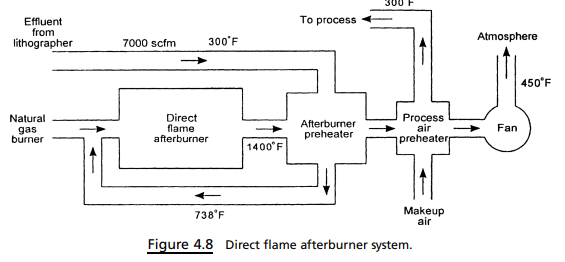 300 F
To process
Effluent
from
lithographer
7000 scfm
300°F
Atmosphere
450°F
Natural
gas
burner
Direct
flame
afterburner
1400°F
Afterburner
preheater
Process
air
preheater
Fan
738°F
Makeup
air
Figure 4.8 Direct flame afterburner system.